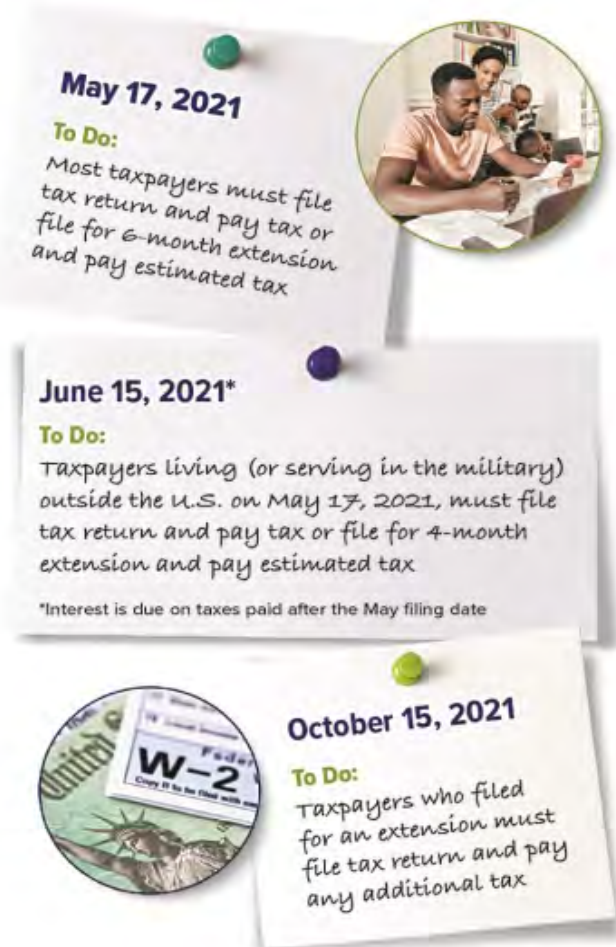 May 17, 2021
To Do:
Most taxpayers must file
tax return and pay tax or
file for 6-month extension
and pay estimated tax
June 15, 2021*
To Do:
Taxpayers living (or serving in the military)
outside the U.S. on May 17, 2021, must file
tax return and pay tax or file for 4-month
extension and pay estimated tax
*Interest is due on taxes paid after the May filing date
United
W-2
October 15, 2021
To Do:
Taxpayers who filed
for an extension must
file tax return and pay
any additional tax